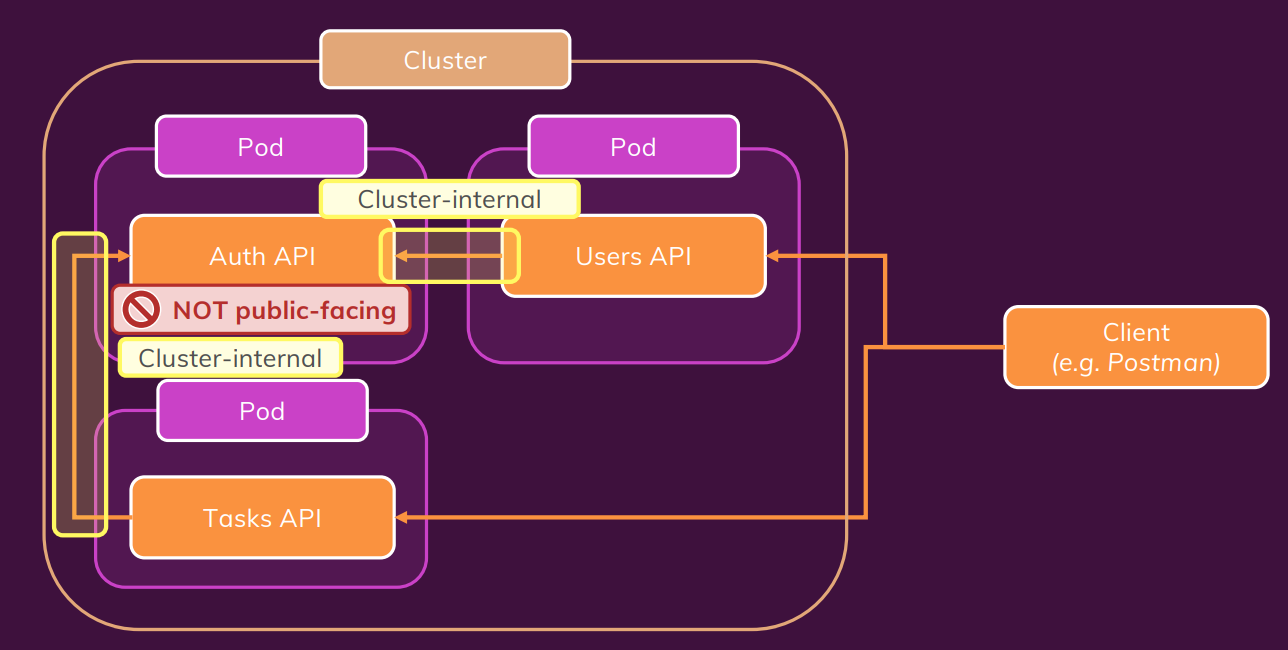 Cluster
Pod
Pod
Cluster-internal
Auth API
Users API
NOT public-facing
Client
(e.g. Postman)
Cluster-internal
Pod
Tasks API